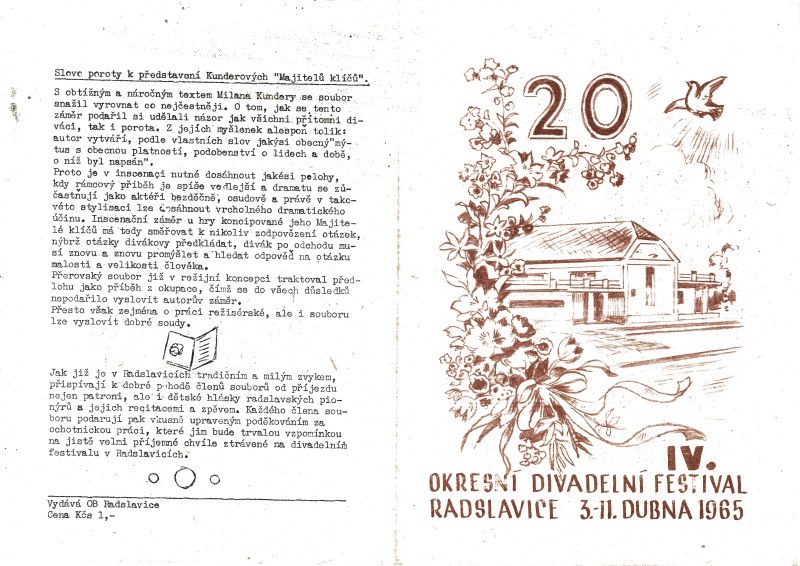 Slovo poroty k představení Kunderových "Majitelů klíčů".
S obtížným a náročným textem Milana Kundery se soubor
snažil vyrovnat co nejčestněji. O tom, jak se tento
záměr podařil si udělali názor jak všichni přítomní di-
váci, tak i porota. Z jejích myšlenek alespoň tolik:
autor vytváří, podle vlastních slov jakýsi obecný"mý-
tus s obecnou platností, podobenství o lidech a době,
o níž byl napsán".
Proto je v inscenaci nutné dosáhnout jakési polohy,
kdy rámcový příběh je spíše vedlejší a dramatu se zú-
častňují jako aktéři bezděčně, osudově a právě v tako-
véto stylisaci lze dosáhnout vrcholného dramatického
účinu. Inscenační záměr u hry koncipované jeho Majite-
lé klíčů má tedy směřovat k nikoliv zodpovězení otázek,
nýbrž otázky divákovy předkládat, divák po odchodu mu-
sí znovu a znovu promýšlet a hledat odpověď na otázku
malosti a velikosti člověka.
Přerovský soubor již v režijní koncepci traktoval před-
lohu jako příběh z okupace, čímž se do všech důsledků
nepodařilo vyslovit autorův záměr.
Přesto však zejména o práci režisérské, ale i souboru
lze vyslovit dobré soudy.
Jak již je v Radslavicích tradičním a milým zvykem,
přispívají k dobré pohodě členů souborů od příjezdu
nejen patroni, ale i dětské hlásky radslavských pio-
nýrů s jejich recitacemi a zpěvem. Každého člena sou-
boru podarují pak vkusně upraveným poděkováním za
ochotnickou práci, které jim bude trvalou vzpomínkou
na jistě velmi příjemné chvíle strávené na divadelním
festivalu v Radslavicích.
Vydává OB Radslavice
Cena Kčs 1,-
20
IV.
OKRESNÍ DIVADELNÍ FESTIVAL
RADSLAVICE 3.-11. DUBNA 1965